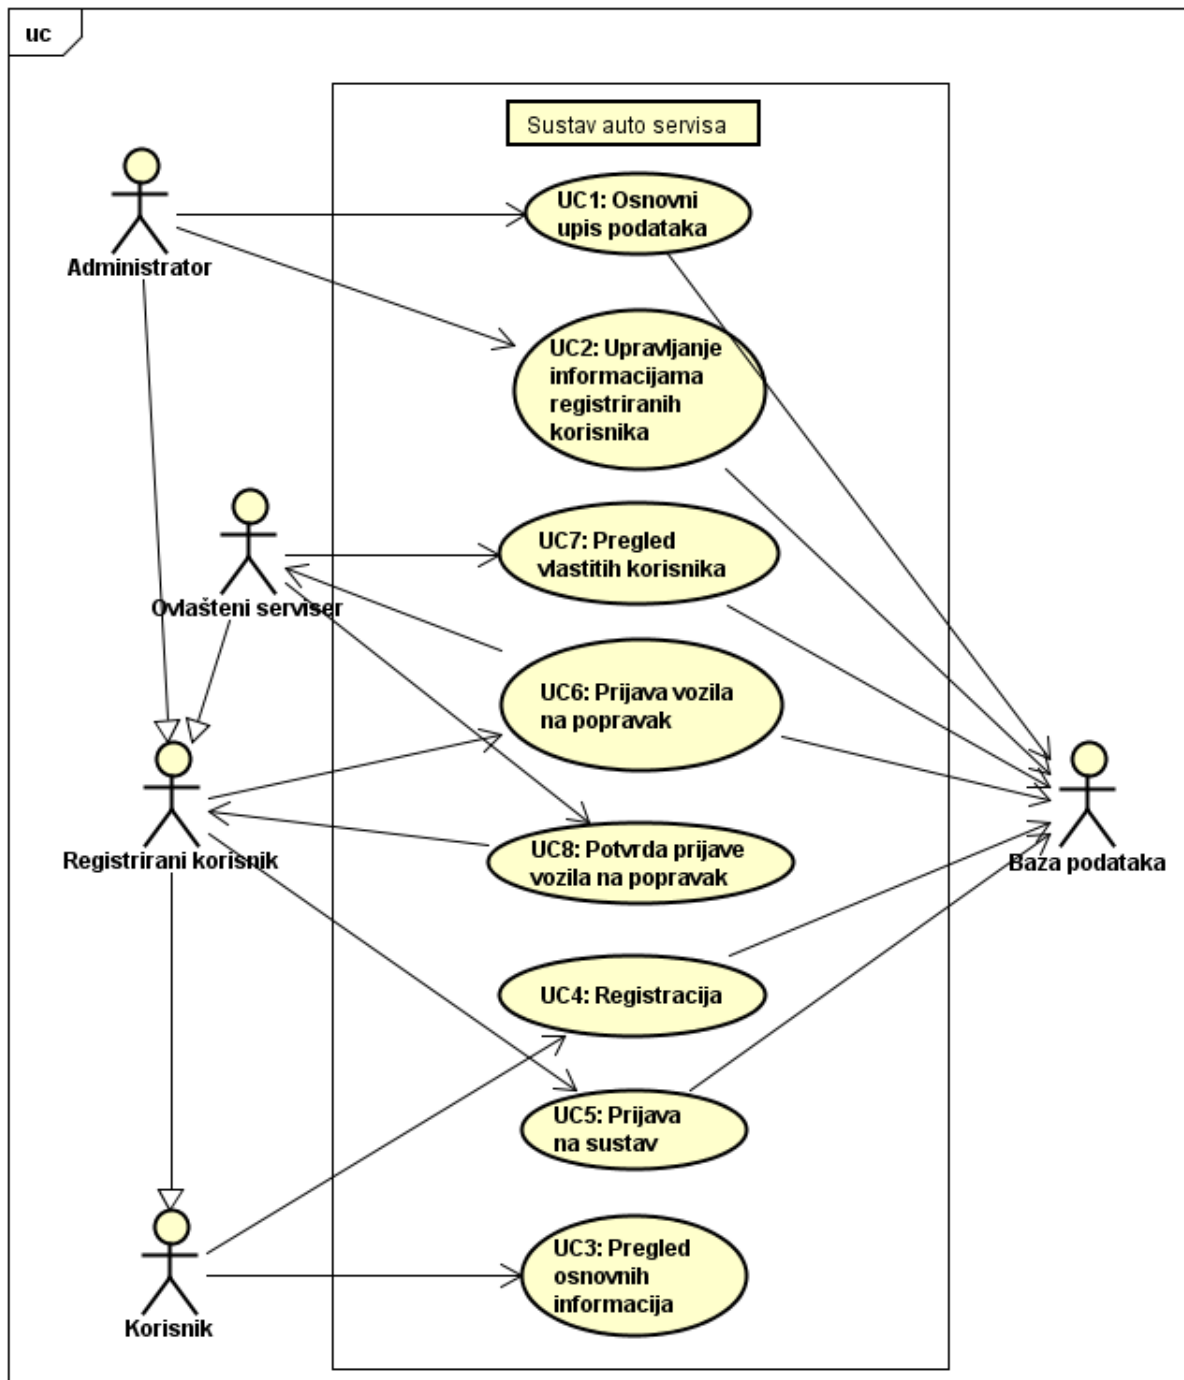 uc
Sustav auto servisa
UC1: Osnovni
upis podataka
Administrator
UC2: Upravljanje
informacijama
registriranih
korisnika
UC7: Pregled
vlastitih korisnika
Ovlašteni serviser
UC6: Prijava vozila
na popravak
UC8: Potvrda prijave
vozila na popravak
Registrirani korisnik
Baza podataka
UC4: Registracija
UC5: Prijava
na sustav
UC3: Pregled
osnovnih
informacija
Korisnik